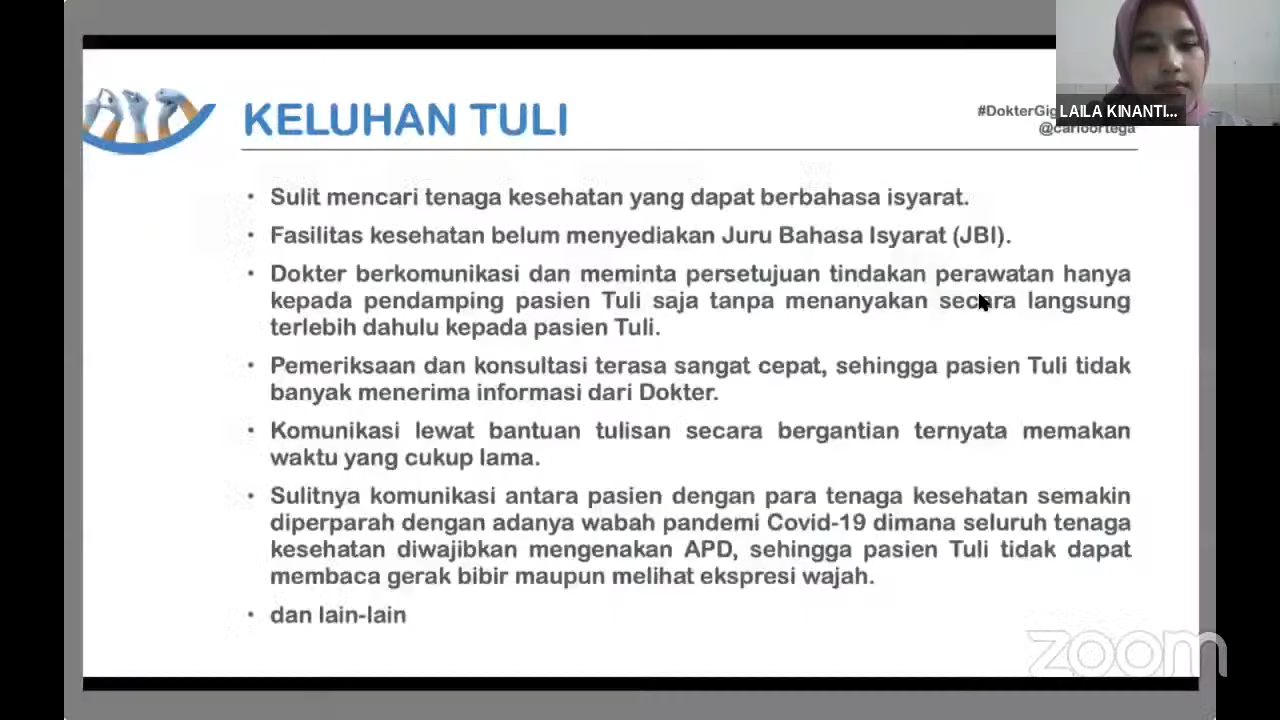 KELUHAN TULI
#DokterGig
@carloortega
LAILA KINANTI...
• Sulit mencari tenaga kesehatan yang dapat berbahasa isyarat.
• Fasilitas kesehatan belum menyediakan Juru Bahasa Isyarat (JBI).
• Dokter berkomunikasi dan meminta persetujuan tindakan perawatan hanya
kepada pendamping pasien Tuli saja tanpa menanyakan secara langsung
terlebih dahulu kepada pasien Tuli.
• Pemeriksaan dan konsultasi terasa sangat cepat, sehingga pasien Tuli tidak
banyak menerima informasi dari Dokter.
• Komunikasi lewat bantuan tulisan secara bergantian ternyata memakan
waktu yang cukup lama.
• Sulitnya komunikasi antara pasien dengan para tenaga kesehatan semakin
diperparah dengan adanya wabah pandemi Covid-19 dimana seluruh tenaga
kesehatan diwajibkan mengenakan APD, sehingga pasien Tuli tidak dapat
membaca gerak bibir maupun melihat ekspresi wajah.
• dan lain-lain
zoom